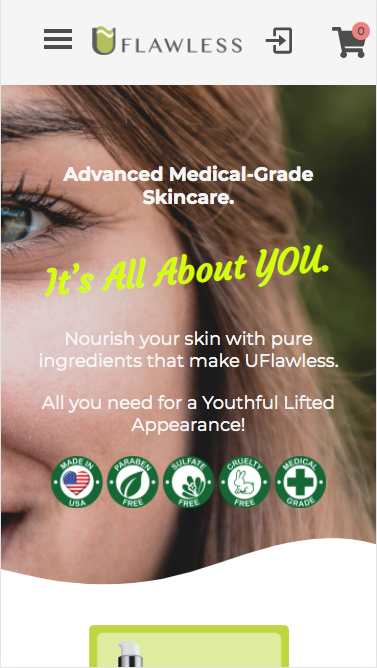 UFLAWLESS
0
Advanced Medical-Grade
Skincare.
It's All About YOU.
Nourish your skin with pure
ingredients that make UFlawless.
All you need for a Youthful Lifted
Appearance!
MADE IN USA
PARABEN FREE
SULFATE FREE
CRUELTY FREE
MEDICAL GRADE